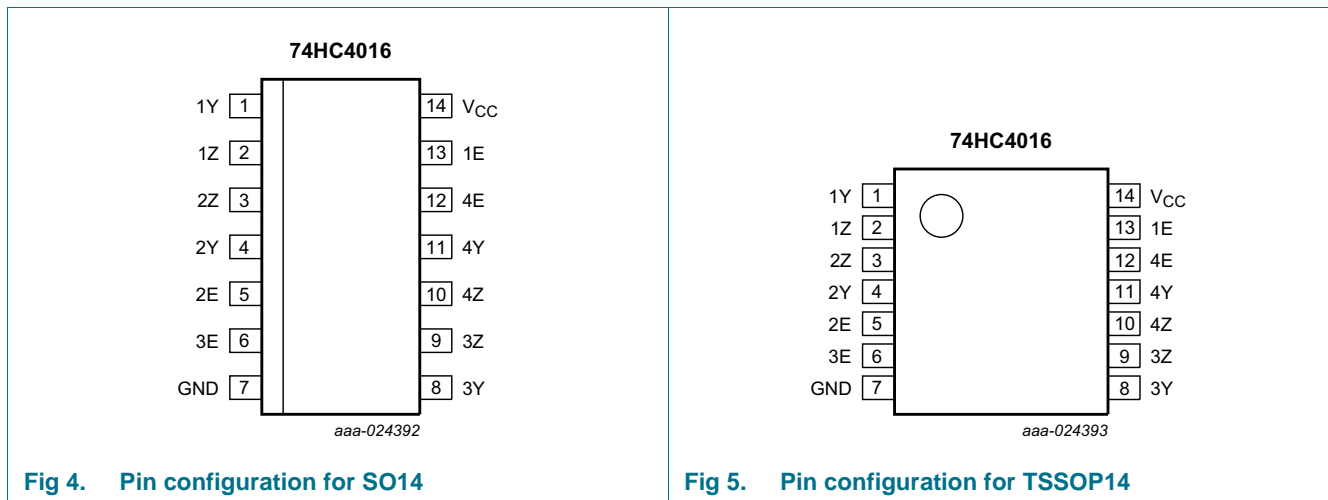 74HC4016
1Y 1 14 VCC
1Z 2 13 1E
2Z 3 12 4E
2Y 4 11 4Y
2E 5 10 4Z
3E 6 9 3Z
GND 7 8 3Y
aaa-024392
Fig 4. Pin configuration for SO14
74HC4016
1Y 1 14 VCC
1Z 2 13 1E
2Z 3 12 4E
2Y 4 11 4Y
2E 5 10 4Z
3E 6 9 3Z
GND 7 8 3Y
aaa-024393
Fig 5. Pin configuration for TSSOP14